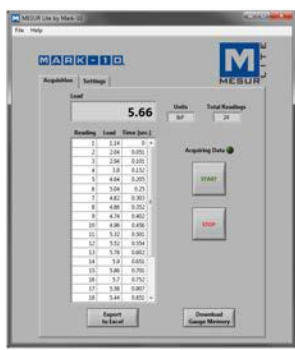 MESUR Lite by Mark-10
File Help
MARK-10
M
MESUR
LITE
Acquisition Settings
Load
5.66
Units
lbF
Total Readings
24
Reading Load Time (sec.)
1 1.14 0
2 2.04 0.051
3 2.94 0.101
4 3.8 0.152
5 4.64 0.205
6 5.04 0.25
7 4.82 0.303
8 4.86 0.352
9 4.74 0.402
10 4.96 0.456
11 5.32 0.501
12 5.52 0.554
13 5.78 0.602
14 5.9 0.651
15 5.86 0.701
16 5.7 0.752
17 5.38 0.807
18 5.44 0.852
Acquiring Data
START
STOP
Export
to Excel
Download
Gauge Memory